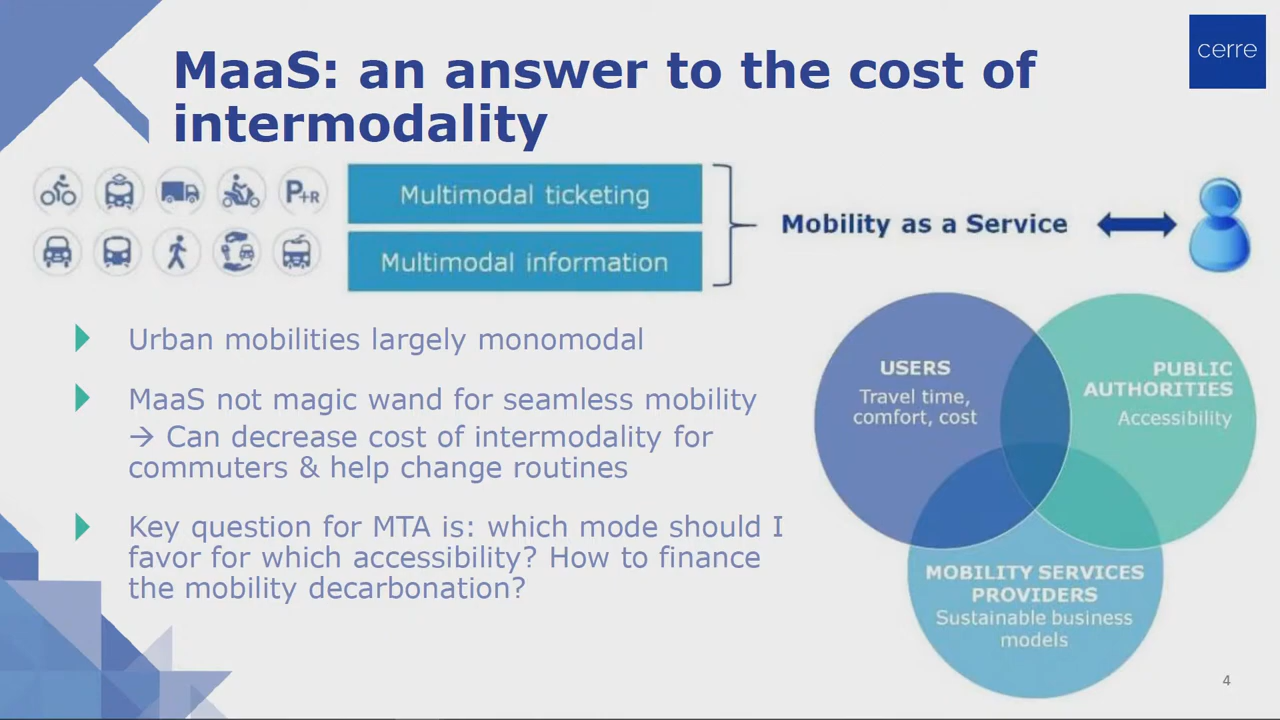 MaaS: an answer to the cost of
intermodality
cerre
P+R
Multimodal ticketing
Multimodal information
Mobility as a Service
Urban mobilities largely monomodal
MaaS not magic wand for seamless mobility
→ Can decrease cost of intermodality for
commuters & help change routines
Key question for MTA is: which mode should I
favor for which accessibility? How to finance
the mobility decarbonation?
USERS
Travel time,
comfort, cost
PUBLIC
AUTHORITIES
Accessibility
MOBILITY SERVICES
PROVIDERS
Sustainable business
models
4